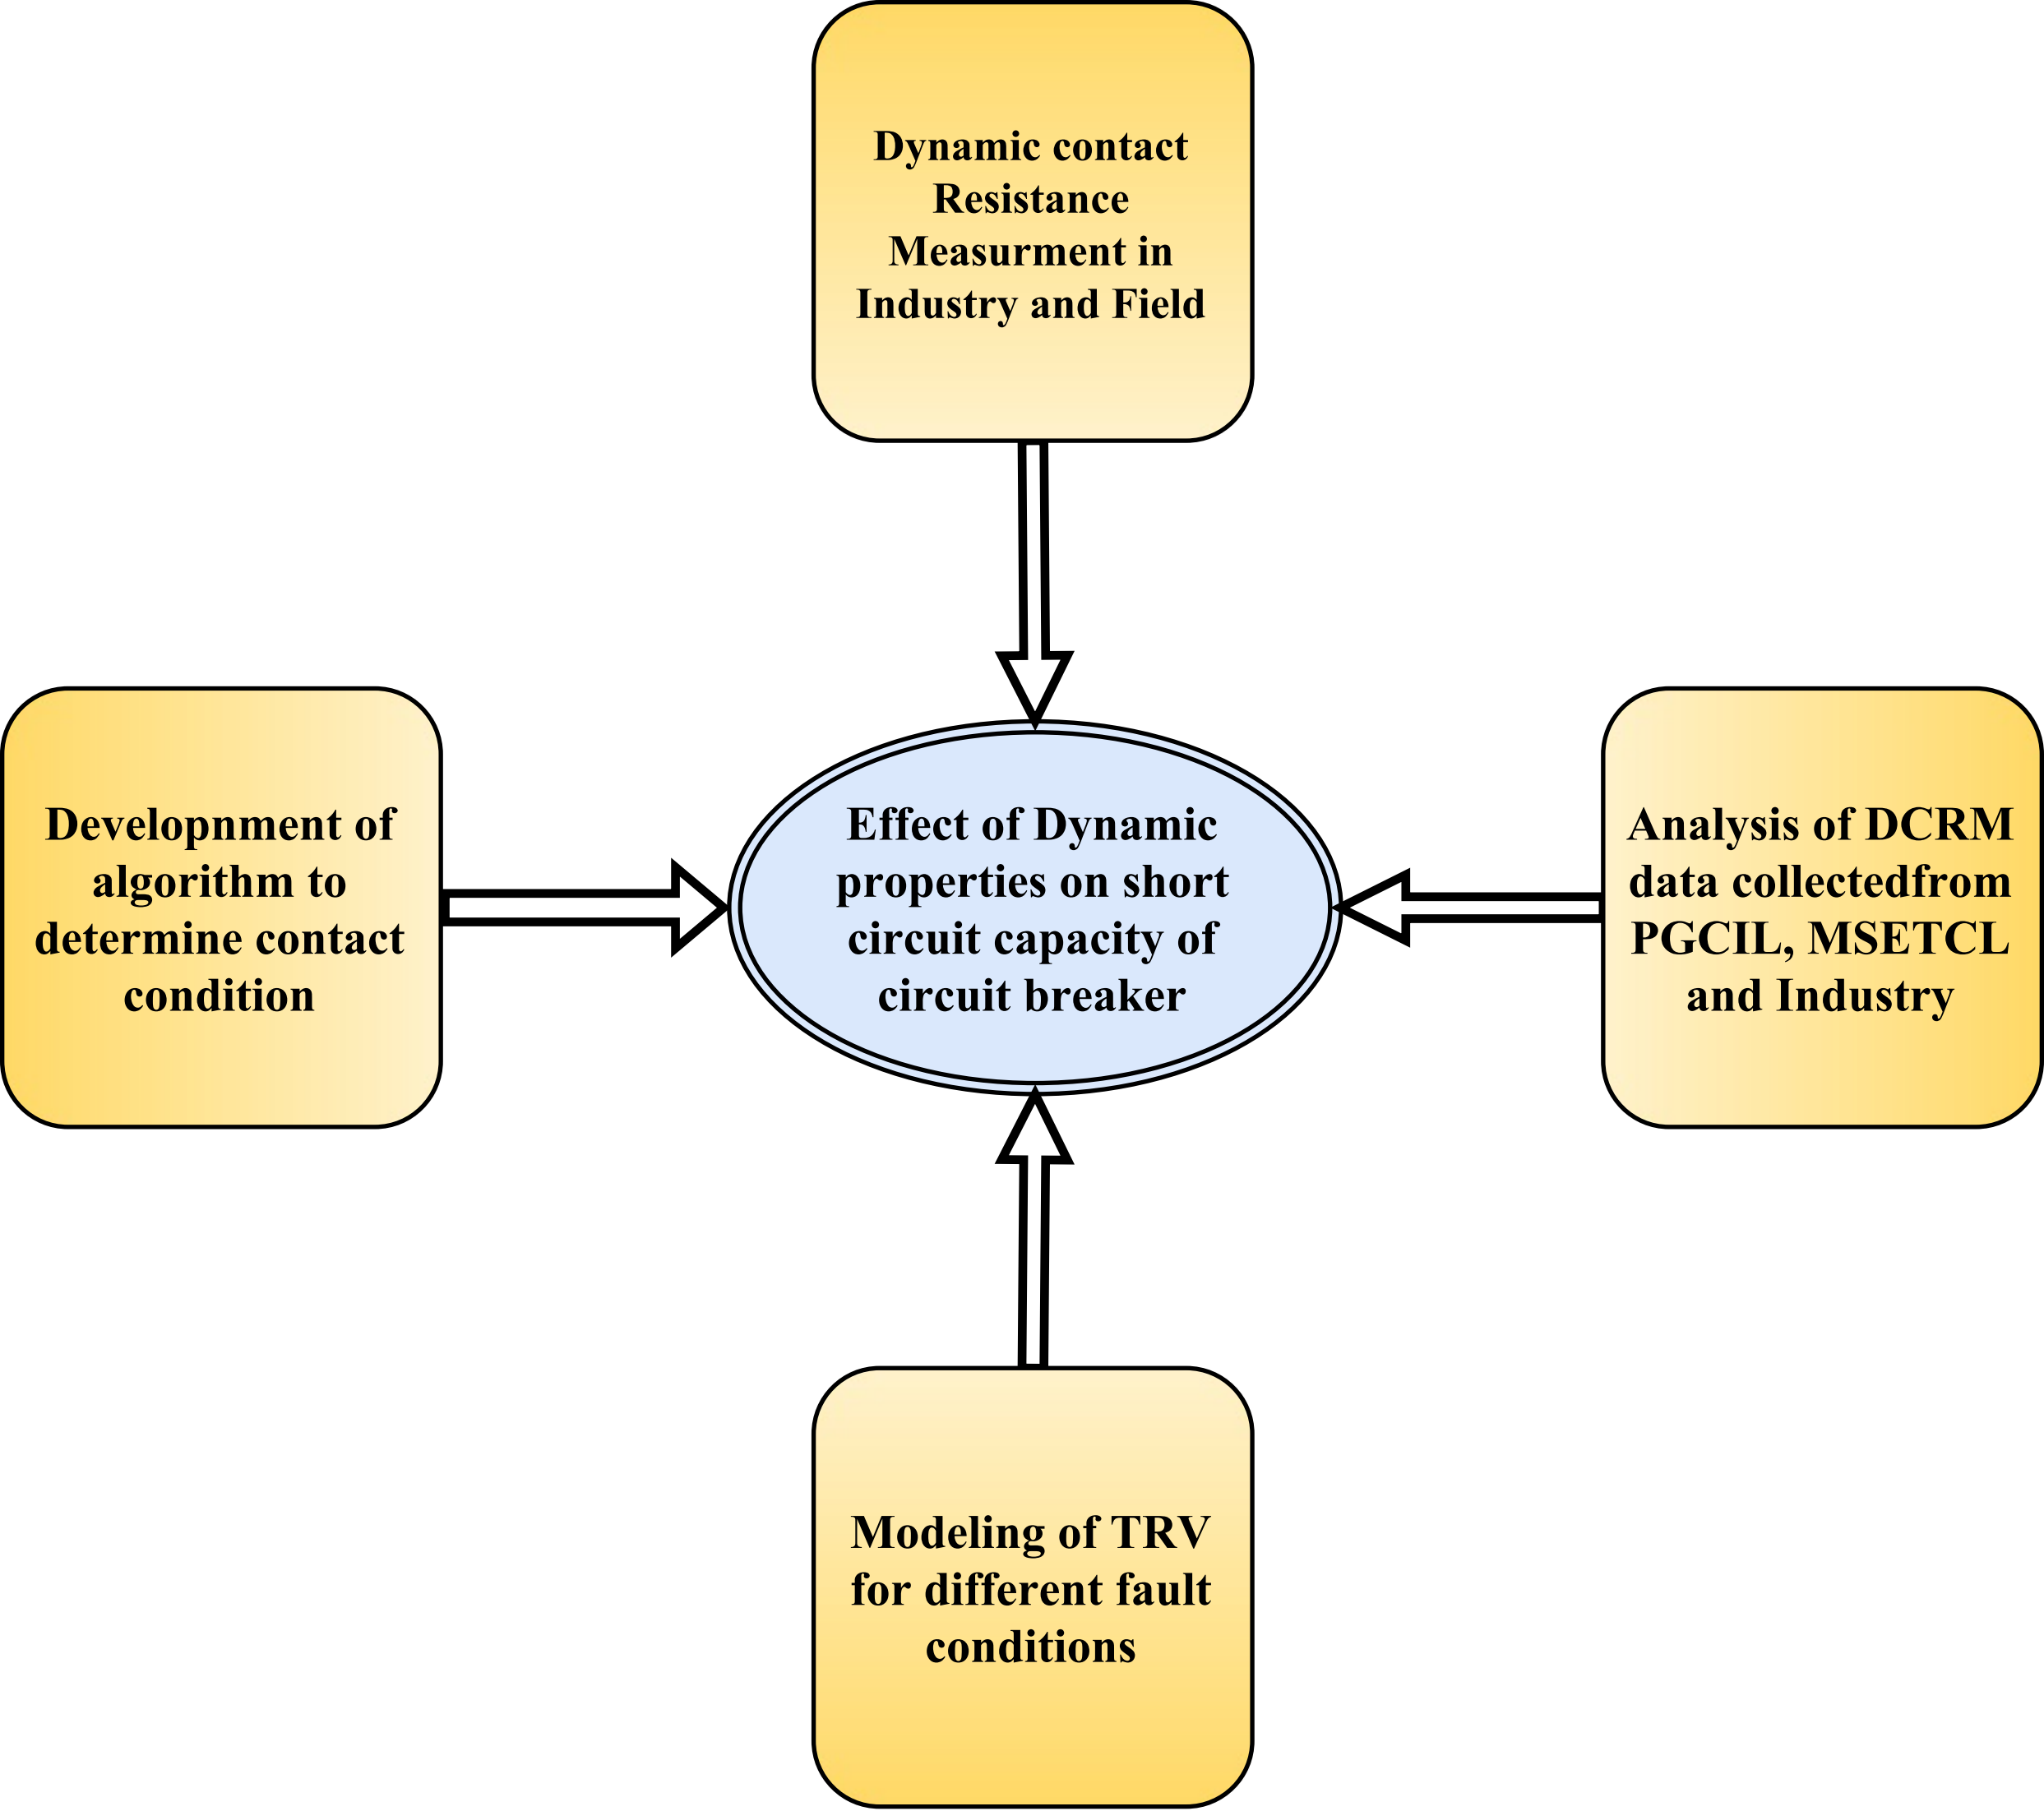 Dynamic contact
Resistance
Measurment in
Industry and Field
Development of
algorithm to
determine contact
condition
Effect of Dynamic
properties on short
circuit capacity of
circuit breaker
Analysis of DCRM
data collectedfrom
PGCIL, MSETCL
and Industry
Modeling of TRV
for different fault
conditions